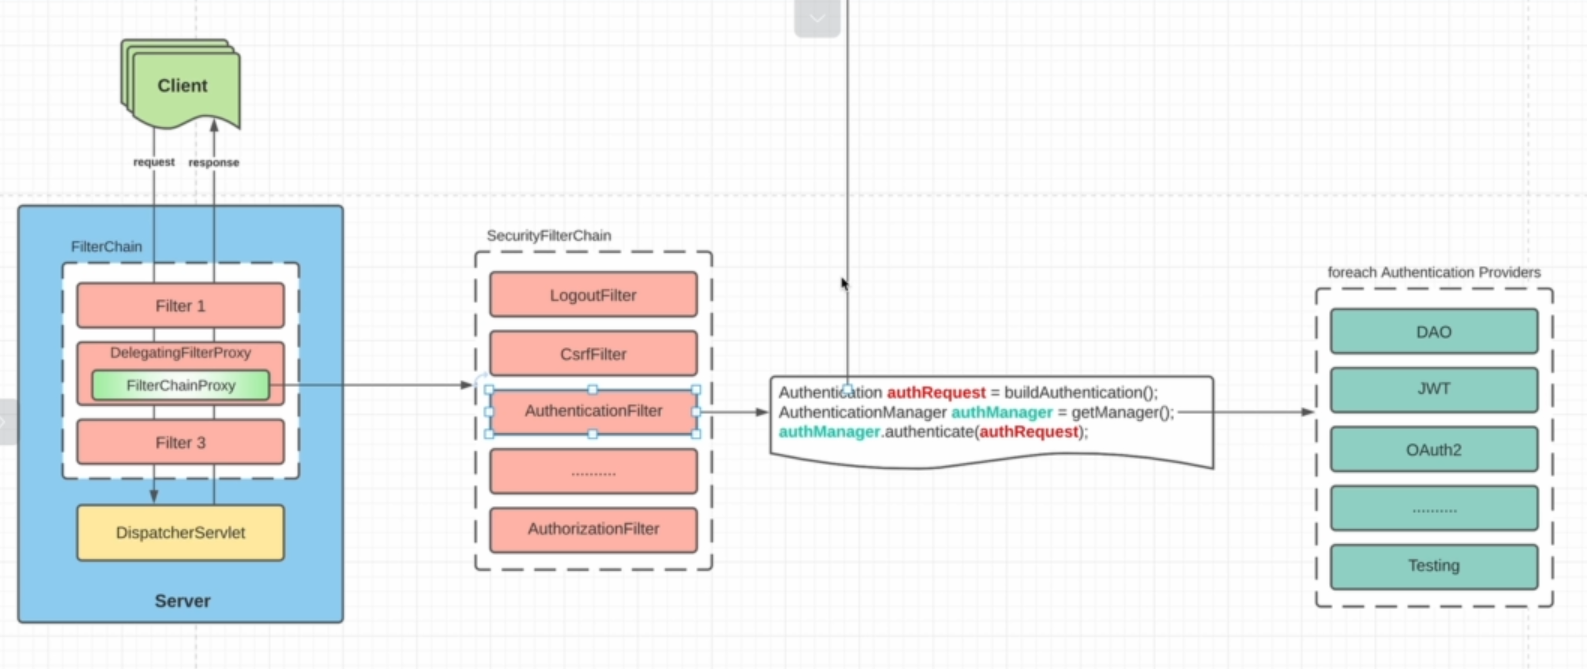 Client
request
response
FilterChain
Filter 1
DelegatingFilterProxy
FilterChainProxy
Filter 3
DispatcherServlet
Server
SecurityFilterChain
LogoutFilter
CsrfFilter
AuthenticationFilter
..........
AuthorizationFilter
Authentication authRequest = buildAuthentication();
AuthenticationManager authManager = getManager();
authManager.authenticate(authRequest);
foreach Authentication Providers
DAO
JWT
OAuth2
..........
Testing